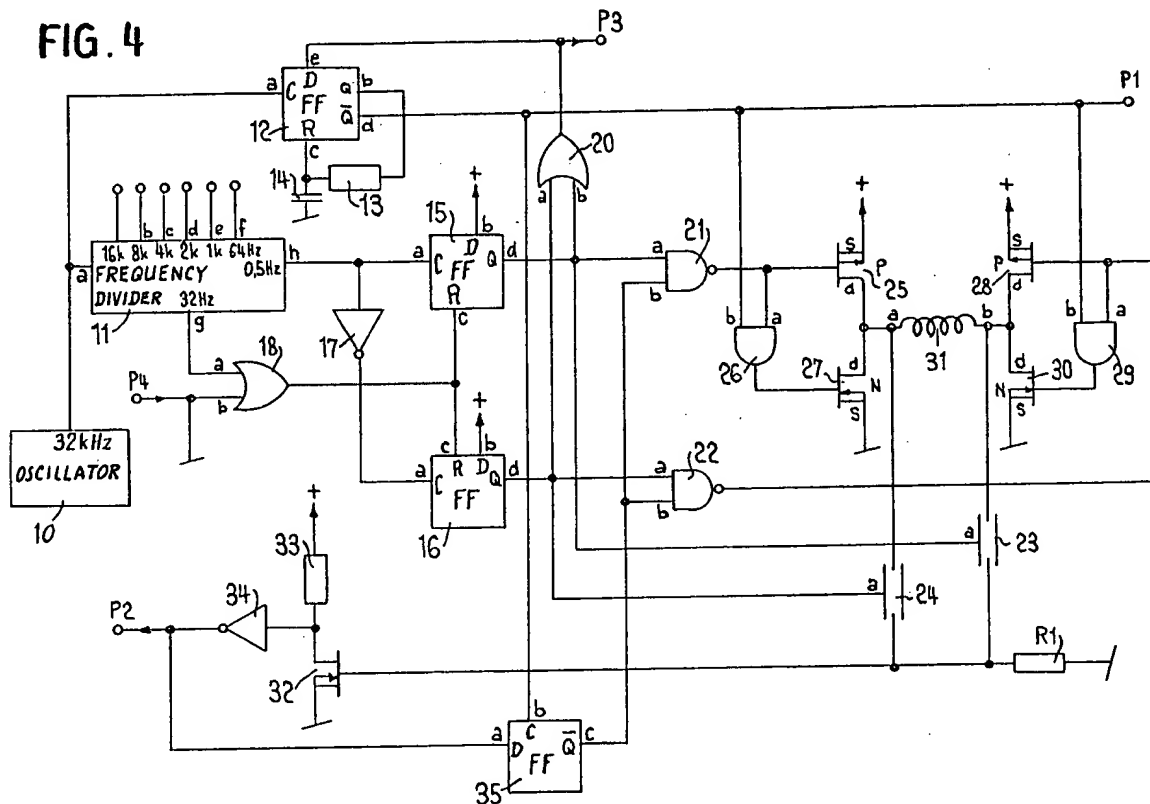 FIG. 4
P3
e
a C D Q b
FF Q̅ d
12 R
c
P1
14
13
20
a b
15
+
b
D
a C FF Q d
R
c
16k 8k 4k 2k 1k 64Hz
b c d e f
a
FREQUENCY 0,5Hz h
DIVIDER 32Hz
11
g
17
18
a
b
P4
32kHz
OSCILLATOR
10
+
c b
R D
a C Q d
FF
16
21
a
b
22
a
b
+
S
P
25
d
b a
26
27
d
N
S
a
31
b
+
S
P
28
d
b a
29
d
30
N
S
a
23
a
24
R1
+
33
34
P2
32
b
a C c
D Q̅
FF
35